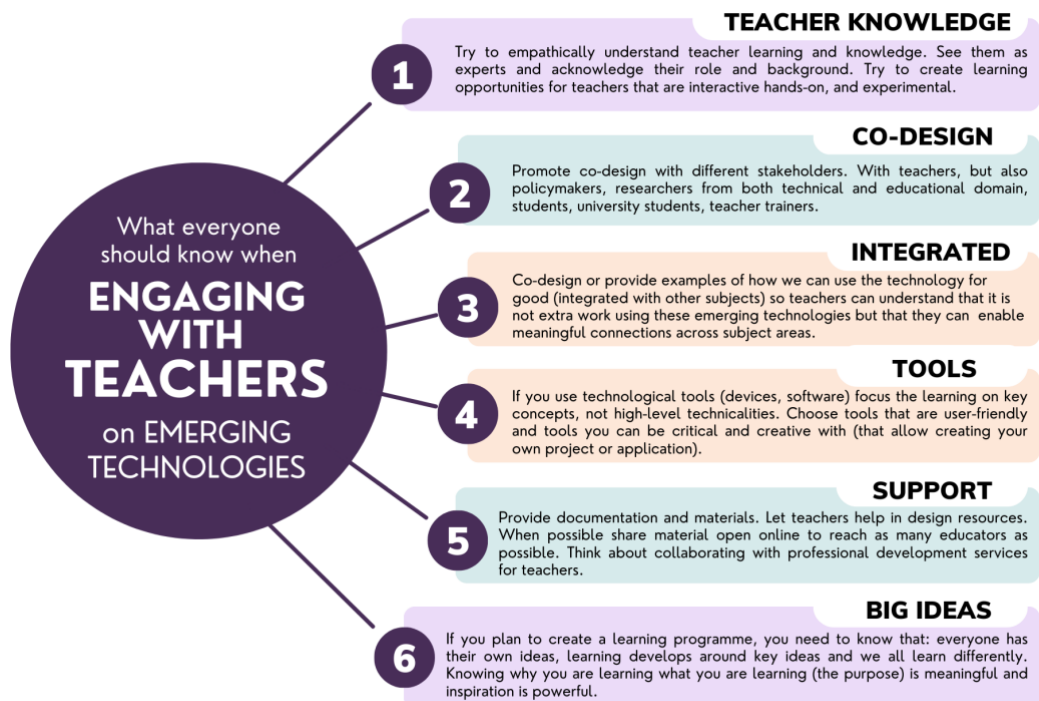 What everyone
should know when
ENGAGING
WITH
TEACHERS
on EMERGING
TECHNOLOGIES
1
TEACHER KNOWLEDGE
Try to empathically understand teacher learning and knowledge. See them as
experts and acknowledge their role and background. Try to create learning
opportunities for teachers that are interactive hands-on, and experimental.
2
CO-DESIGN
Promote co-design with different stakeholders. With teachers, but also
policymakers, researchers from both technical and educational domain,
students, university students, teacher trainers.
3
INTEGRATED
Co-design or provide examples of how we can use the technology for
good (integrated with other subjects) so teachers can understand that it is
not extra work using these emerging technologies but that they can enable
meaningful connections across subject areas.
4
TOOLS
If you use technological tools (devices, software) focus the learning on key
concepts, not high-level technicalities. Choose tools that are user-friendly
and tools you can be critical and creative with (that allow creating your
own project or application).
5
SUPPORT
Provide documentation and materials. Let teachers help in design resources.
When possible share material open online to reach as many educators as
possible. Think about collaborating with professional development services
for teachers.
6
BIG IDEAS
If you plan to create a learning programme, you need to know that: everyone has
their own ideas, learning develops around key ideas and we all learn differently.
Knowing why you are learning what you are learning (the purpose) is meaningful and
inspiration is powerful.